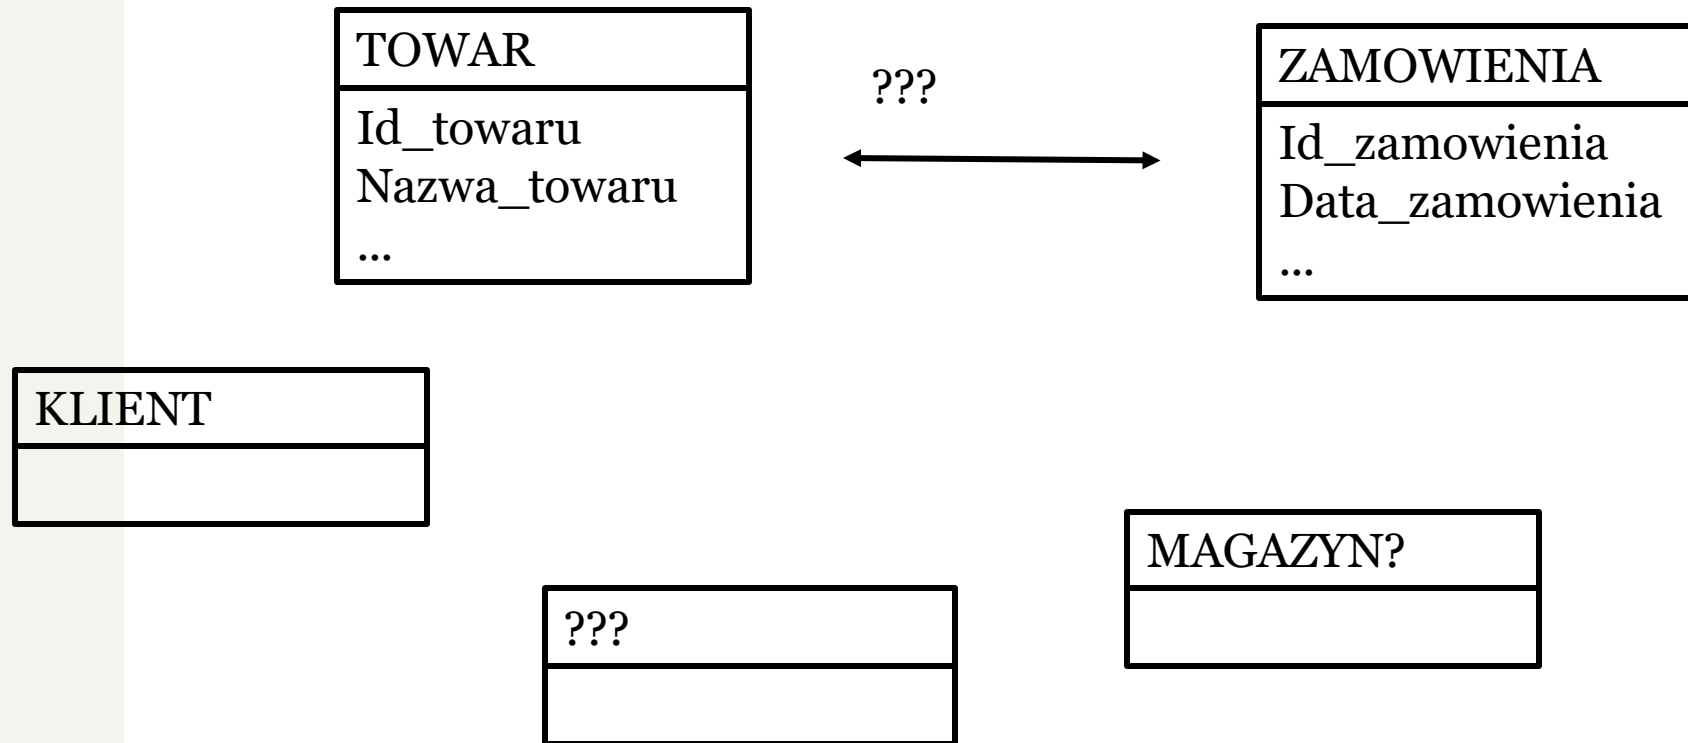 TOWAR
Id_towaru
Nazwa_towaru
...
???
ZAMOWIENIA
Id_zamowienia
Data_zamowienia
...
KLIENT
MAGAZYN?
???